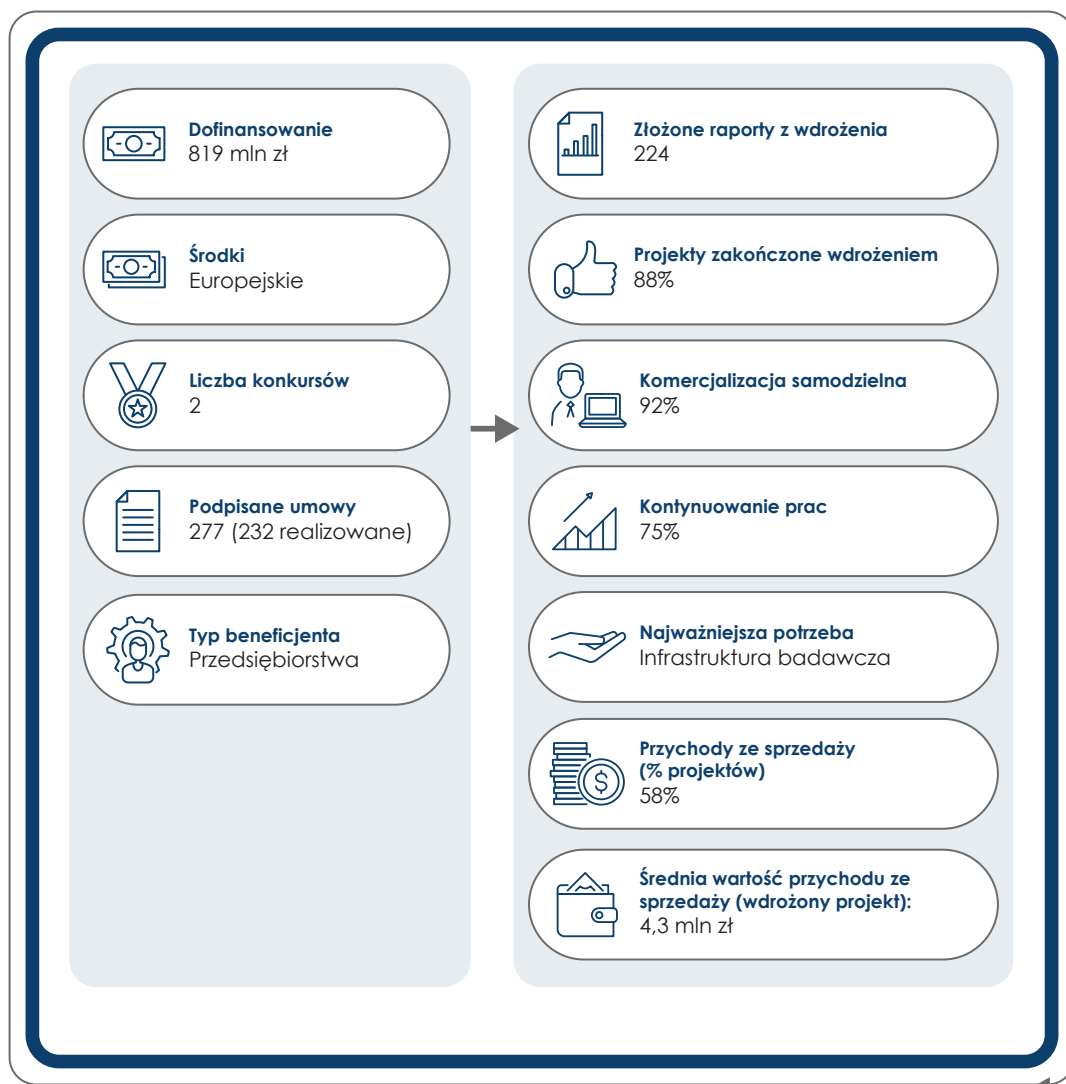 Dofinansowanie
819 mln zł
Środki
Europejskie
Liczba konkursów
2
Podpisane umowy
277 (232 realizowane)
Typ beneficjenta
Przedsiębiorstwa
Złożone raporty z wdrożenia
224
Projekty zakończone wdrożeniem
88%
Komercjalizacja samodzielna
92%
Kontynuowanie prac
75%
Najważniejsza potrzeba
Infrastruktura badawcza
Przychody ze sprzedaży
(% projektów)
58%
Średnia wartość przychodu ze
sprzedaży (wdrożony projekt):
4,3 mln zł